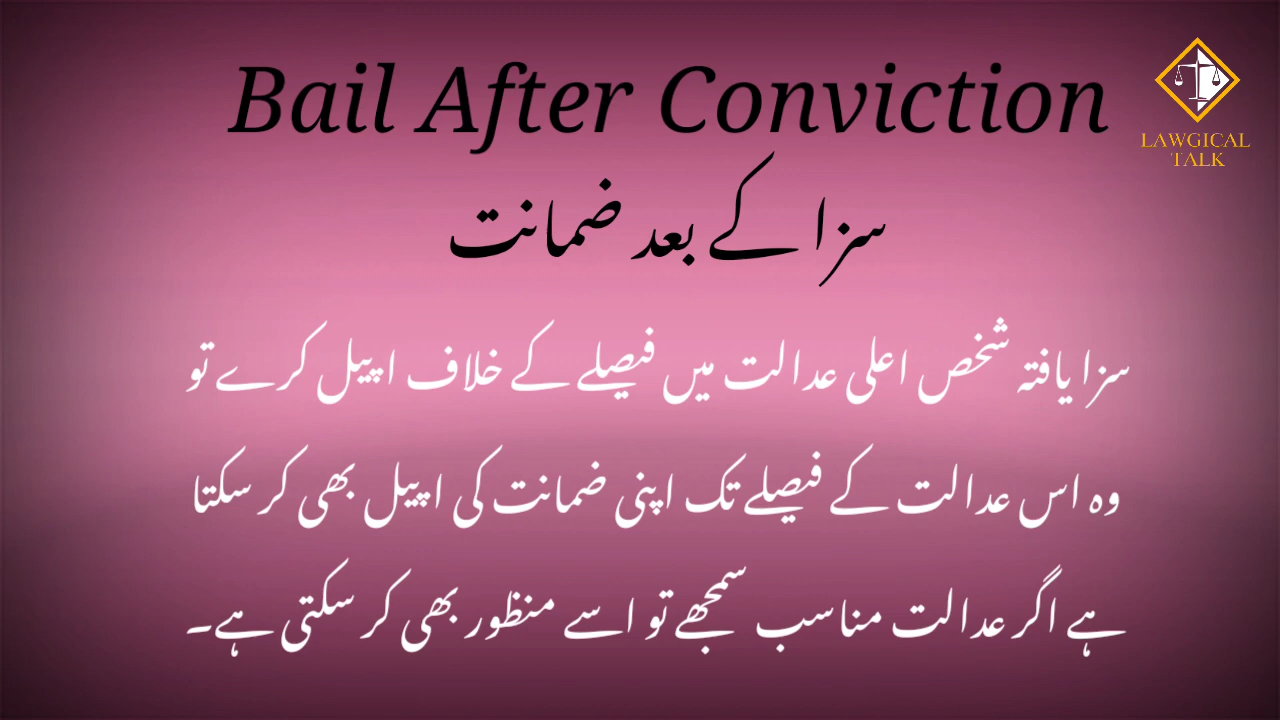 Bail After Conviction
LAWGICAL
TALK
سزا کے بعد ضمانت
سزا یافتہ شخص اعلی عدالت میں فیصلے کے خلاف اپیل کرے تو
وہ اس عدالت کے فیصلے تک اپنی ضمانت کی اپیل بھی کر سکتا
ہے اگر عدالت مناسب سمجھے تو اسے منظور بھی کر سکتی ہے۔